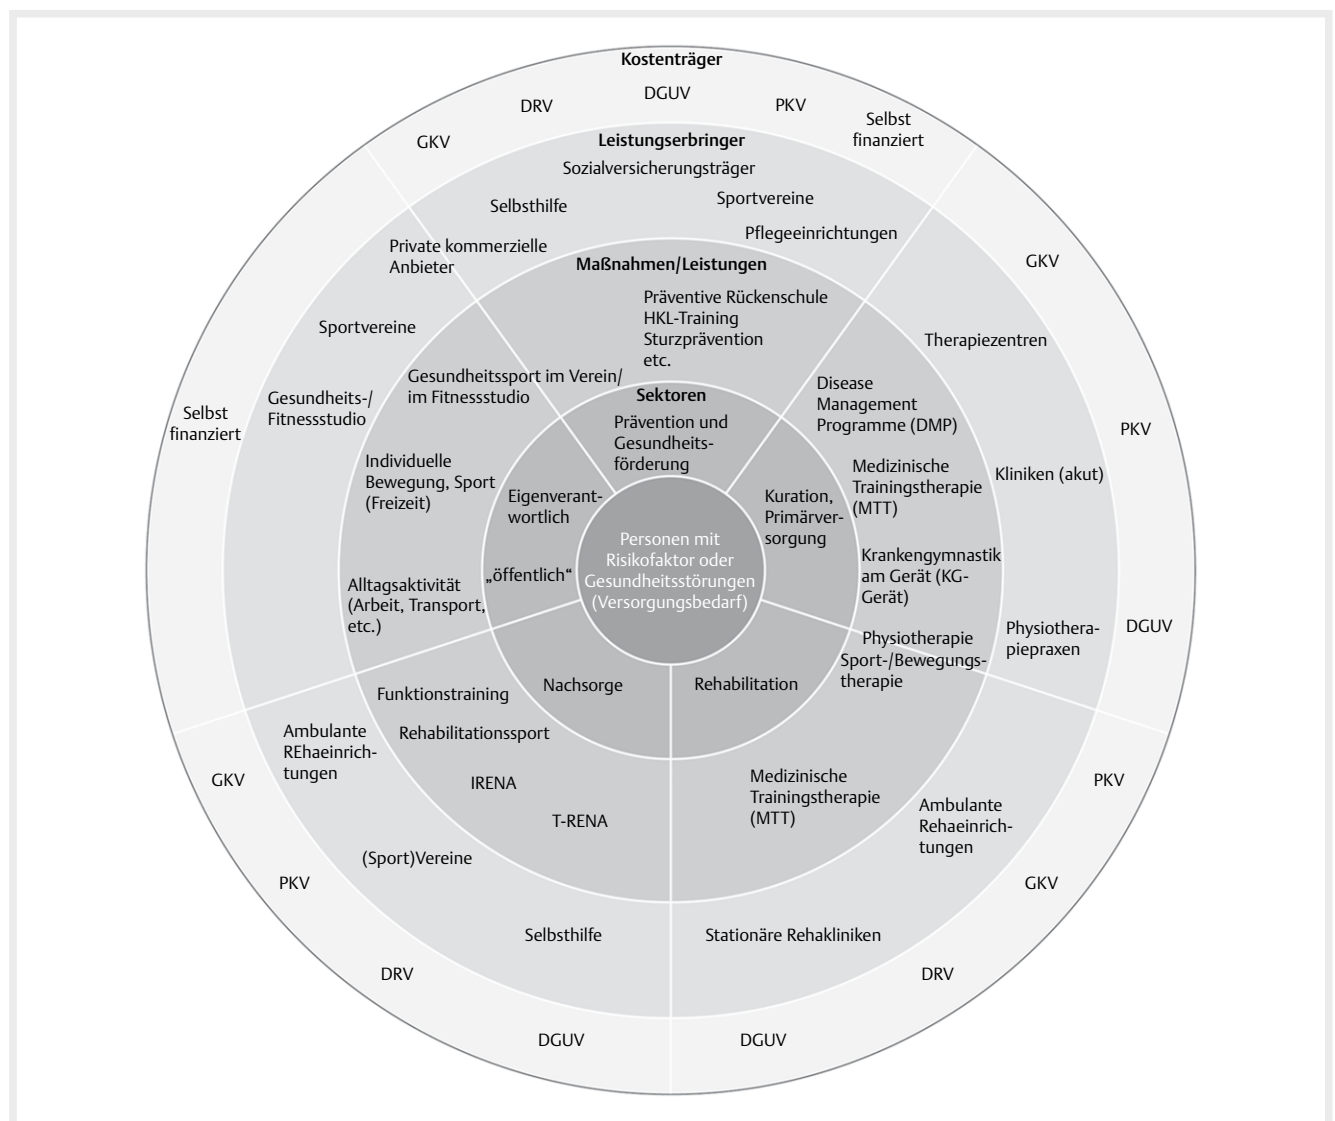 Kostenträger
DGUV
DRV
PKV
Selbst
finanziert
GKV
Leistungserbringer
Sozialversicherungsträger
Selbsthilfe
Sportvereine
Pflegeeinrichtungen
Private kommerzielle
Anbieter
Maßnahmen/Leistungen
Präventive Rückenschule
HKL-Training
Sturzprävention
etc.
Gesundheitssport im Verein/
im Fitnessstudio
Sektoren
Prävention und
Gesundheits-
förderung
GKV
PKV
DGUV
Therapiezentren
Kliniken (akut)
Physiothera-
piepraxen
Disease
Management
Programme (DMP)
Medizinische
Trainingstherapie
(MTT)
Krankengymnastik
am Gerät (KG-
Gerät)
Physiotherapie
Sport-/Bewegungs-
therapie
Kuration,
Primärver-
sorgung
Personen mit
Risikofaktor oder
Gesundheitsstörungen
(Versorgungsbedarf)
Rehabilitation
Medizinische
Trainingstherapie
(MTT)
Ambulante
Rehaeinrich-
tungen
Stationäre Rehakliniken
PKV
GKV
DRV
DGUV
Nachsorge
Funktionstraining
Rehabilitationssport
IRENA
T-RENA
Ambulante
REhaeinrich-
tungen
(Sport)Vereine
Selbsthilfe
GKV
PKV
DRV
DGUV
Eigenverant-
wortlich
„öffentlich“
Individuelle
Bewegung, Sport
(Freizeit)
Alltagsaktivität
(Arbeit, Transport,
etc.)
Sportvereine
Gesundheits-/
Fitnessstudio
Selbst
finanziert